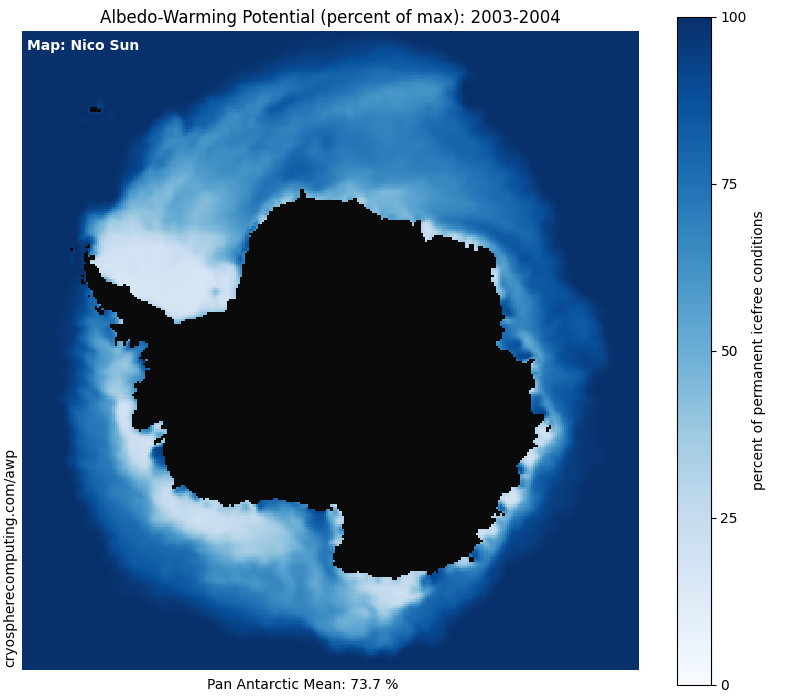 Albedo-Warming Potential (percent of max): 2003-2004
Map: Nico Sun
100
75
50
25
0
percent of permanent icefree conditions
cryospherecomputing.com/awp
Pan Antarctic Mean: 73.7 %